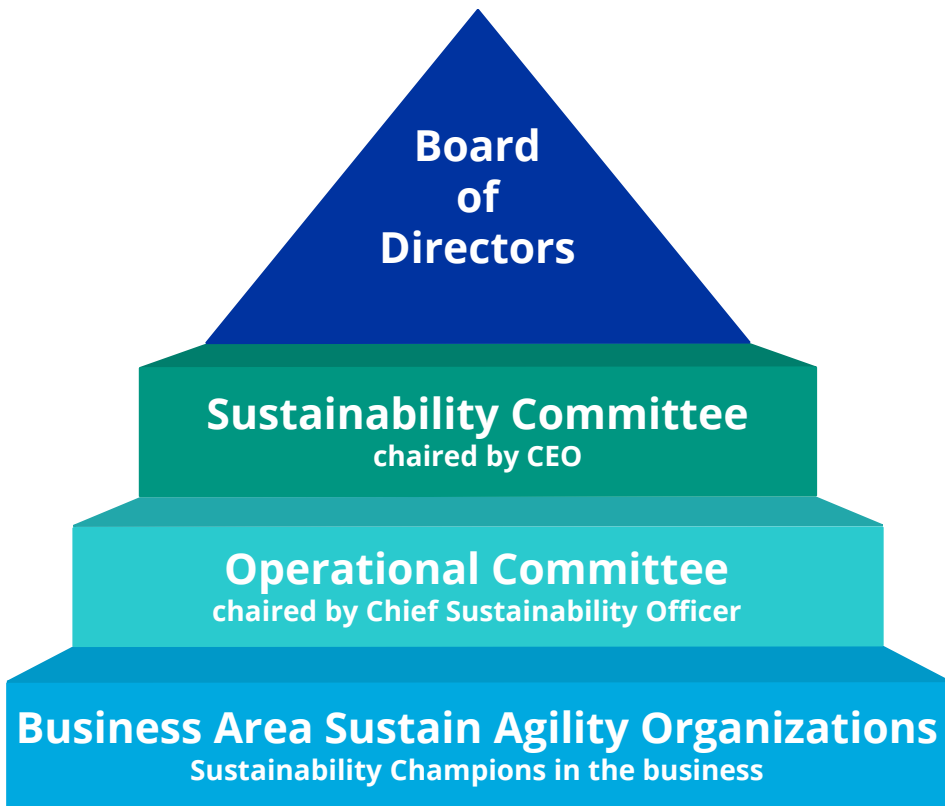 Board
of
Directors
Sustainability Committee
chaired by CEO
Operational Committee
chaired by Chief Sustainability Officer
Business Area Sustain Agility Organizations
Sustainability Champions in the business